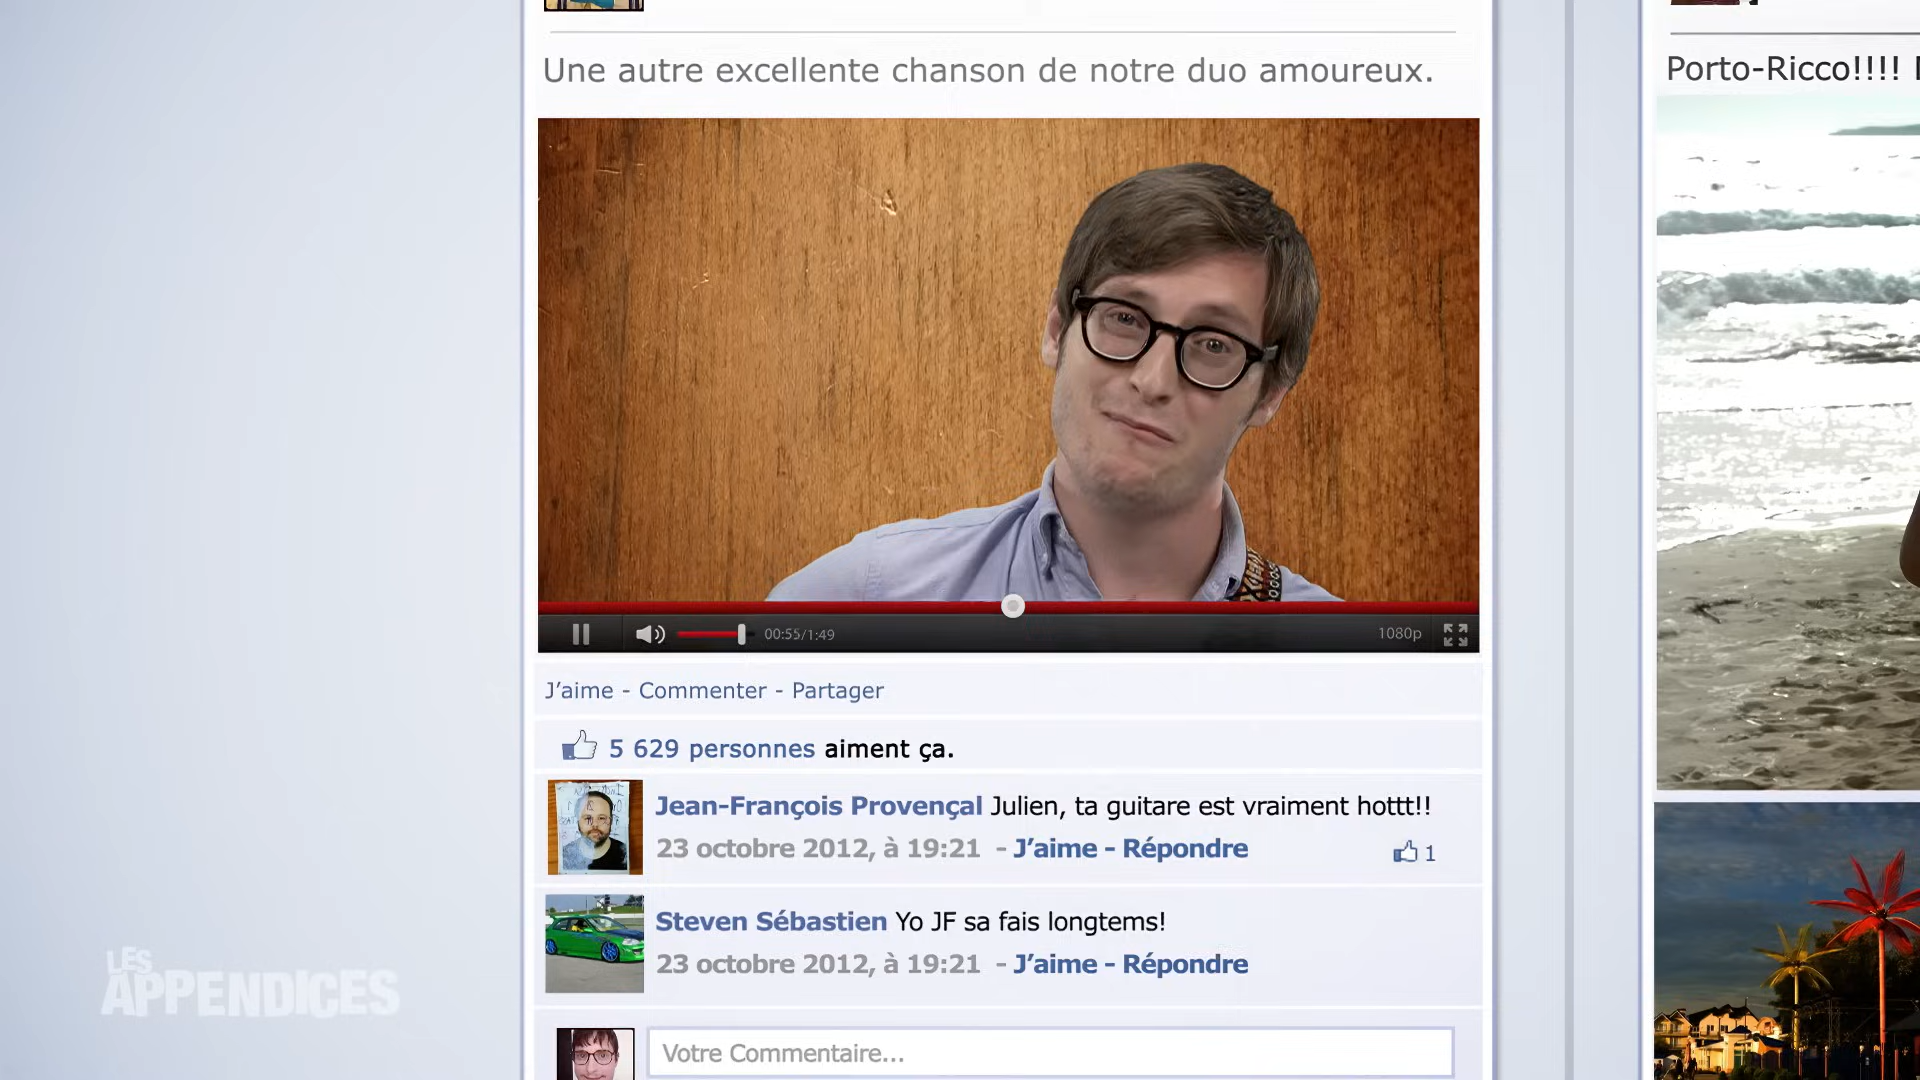 Une autre excellente chanson de notre duo amoureux.
00:55/1:49
1080p
J’aime - Commenter - Partager
5 629 personnes aiment ça.
Jean-François Provençal Julien, ta guitare est vraiment hottt!!
23 octobre 2012, à 19:21 - J’aime - Répondre
1
Steven Sébastien Yo JF sa fais longtems!
23 octobre 2012, à 19:21 - J’aime - Répondre
Votre Commentaire...
Porto-Ricco!!!!
LES
APPENDICES